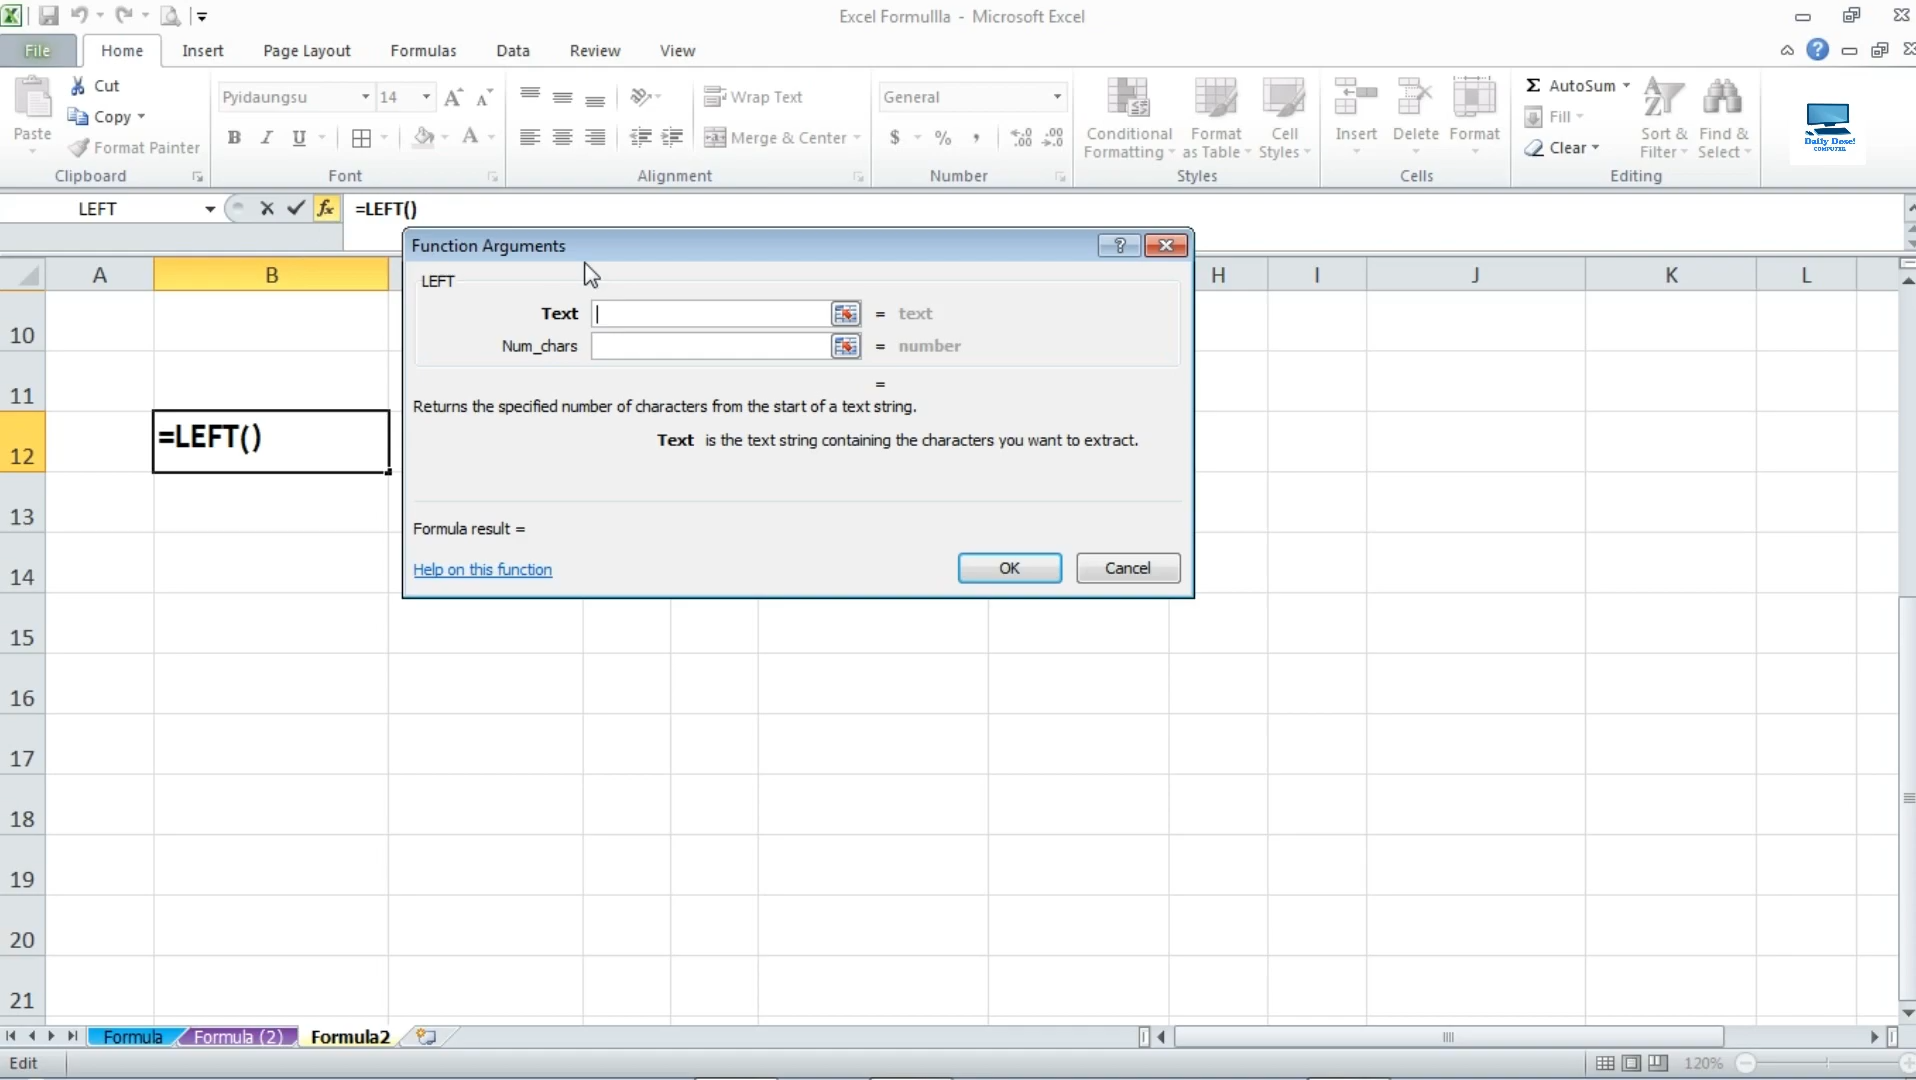 Excel Formullla - Microsoft Excel
File Home Insert Page Layout Formulas Data Review View
Paste
Cut
Copy
Format Painter
Clipboard
Pyidaungsu 14
B I U
Font
Wrap Text
Merge & Center
Alignment
General
$ % ,
Number
Conditional Formatting
Format as Table
Cell Styles
Styles
Insert Delete Format
Cells
Σ AutoSum
Fill
Clear
Sort & Filter
Find & Select
Editing
Daily Dose!
COMPUTER
LEFT fx =LEFT()
A B H I J K L
Function Arguments
LEFT
Text = text
Num_chars = number
=
Returns the specified number of characters from the start of a text string.
Text is the text string containing the characters you want to extract.
Formula result =
Help on this function
OK Cancel
10
11
12 =LEFT()
13
14
15
16
17
18
19
20
21
Formula Formula (2) Formula2
Edit 120%